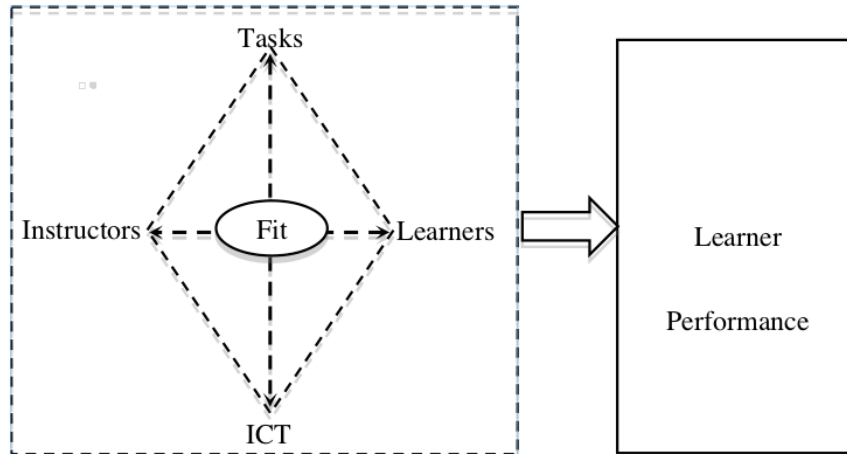 Tasks
Instructors
Fit
Learners
ICT
Learner
Performance